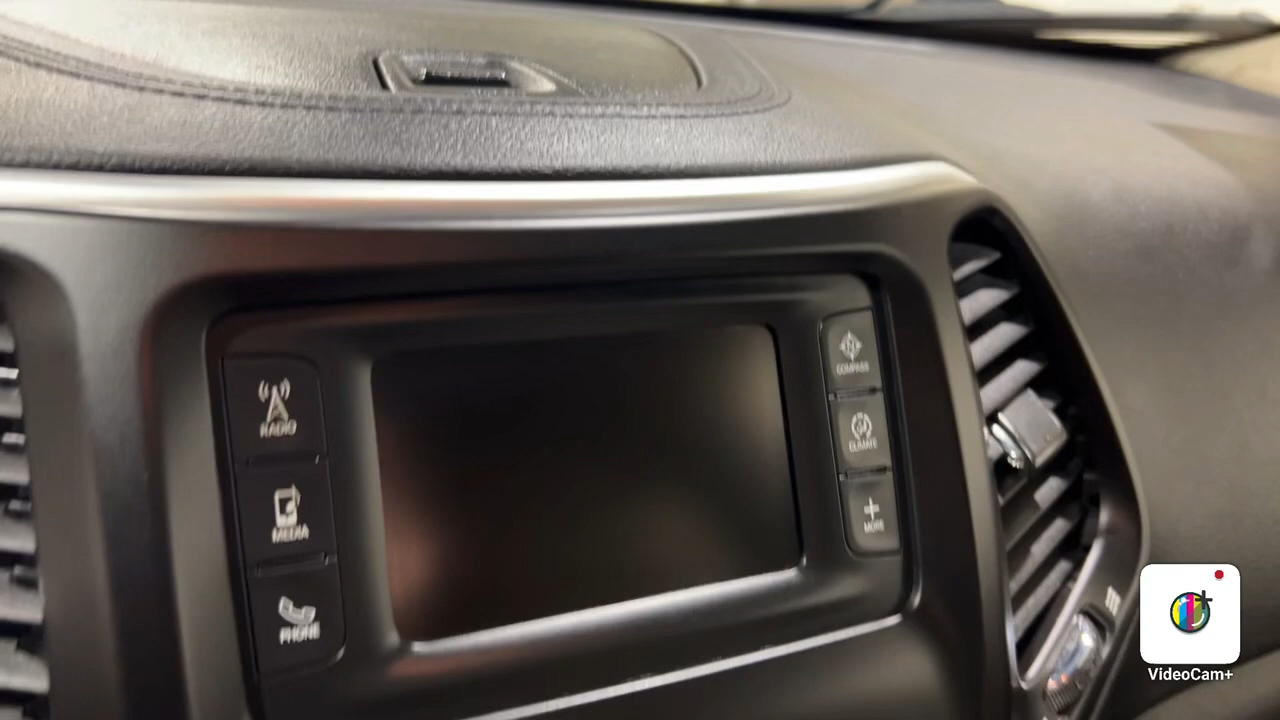 RADIO
MEDIA
PHONE
COMPASS
CLIMATE
MORE
VideoCam+